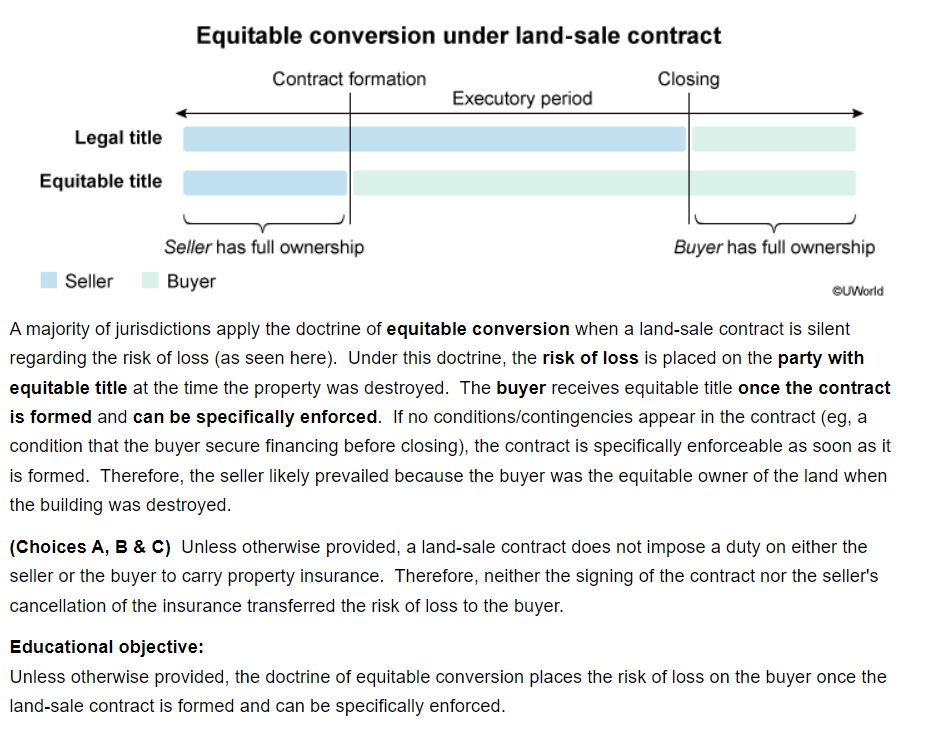 Equitable conversion under land-sale contract
Contract formation
Closing
Executory period
Legal title
Equitable title
Seller has full ownership
Buyer has full ownership
Seller
Buyer
©UWorld
A majority of jurisdictions apply the doctrine of equitable conversion when a land-sale contract is silent
regarding the risk of loss (as seen here).  Under this doctrine, the risk of loss is placed on the party with
equitable title at the time the property was destroyed.  The buyer receives equitable title once the contract
is formed and can be specifically enforced.  If no conditions/contingencies appear in the contract (eg, a
condition that the buyer secure financing before closing), the contract is specifically enforceable as soon as it
is formed.  Therefore, the seller likely prevailed because the buyer was the equitable owner of the land when
the building was destroyed.
(Choices A, B & C)  Unless otherwise provided, a land-sale contract does not impose a duty on either the
seller or the buyer to carry property insurance.  Therefore, neither the signing of the contract nor the seller's
cancellation of the insurance transferred the risk of loss to the buyer.
Educational objective:
Unless otherwise provided, the doctrine of equitable conversion places the risk of loss on the buyer once the
land-sale contract is formed and can be specifically enforced.